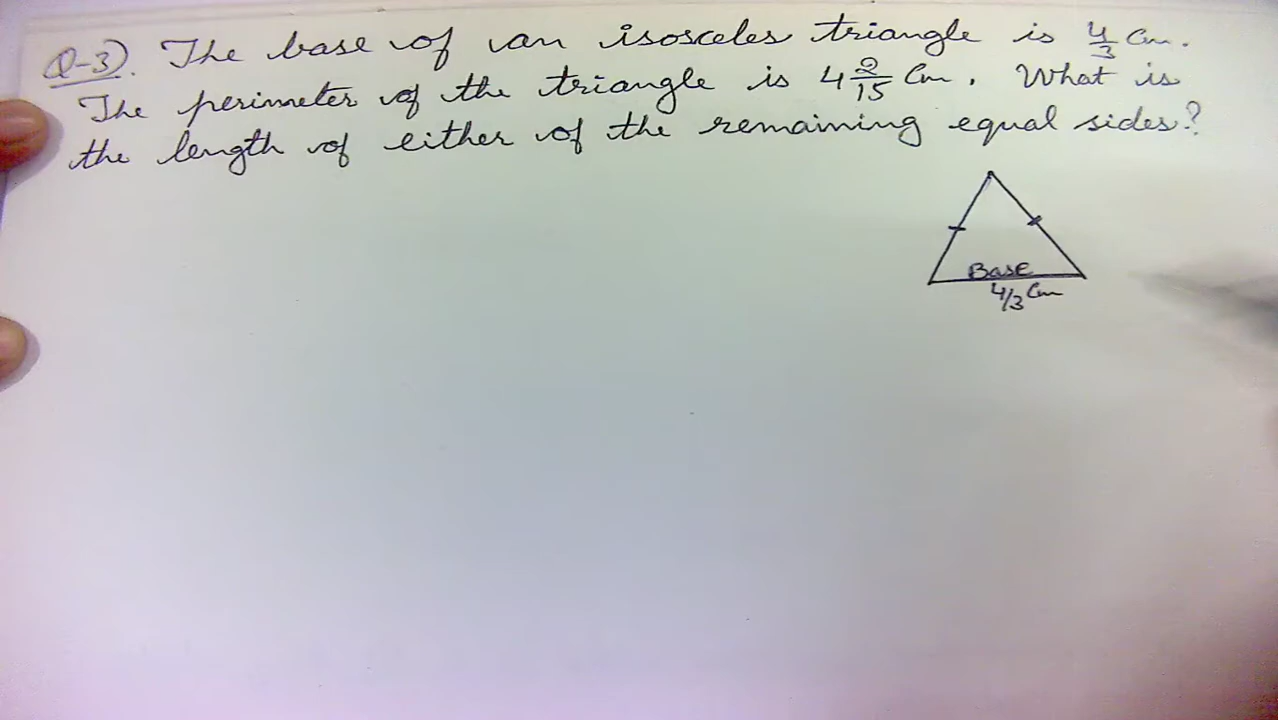 Q-3). The base of an isosceles triangle is 4/3 cm.
The perimeter of the triangle is 4 2/15 cm. What is
the length of either of the remaining equal sides?
Base
4/3 cm